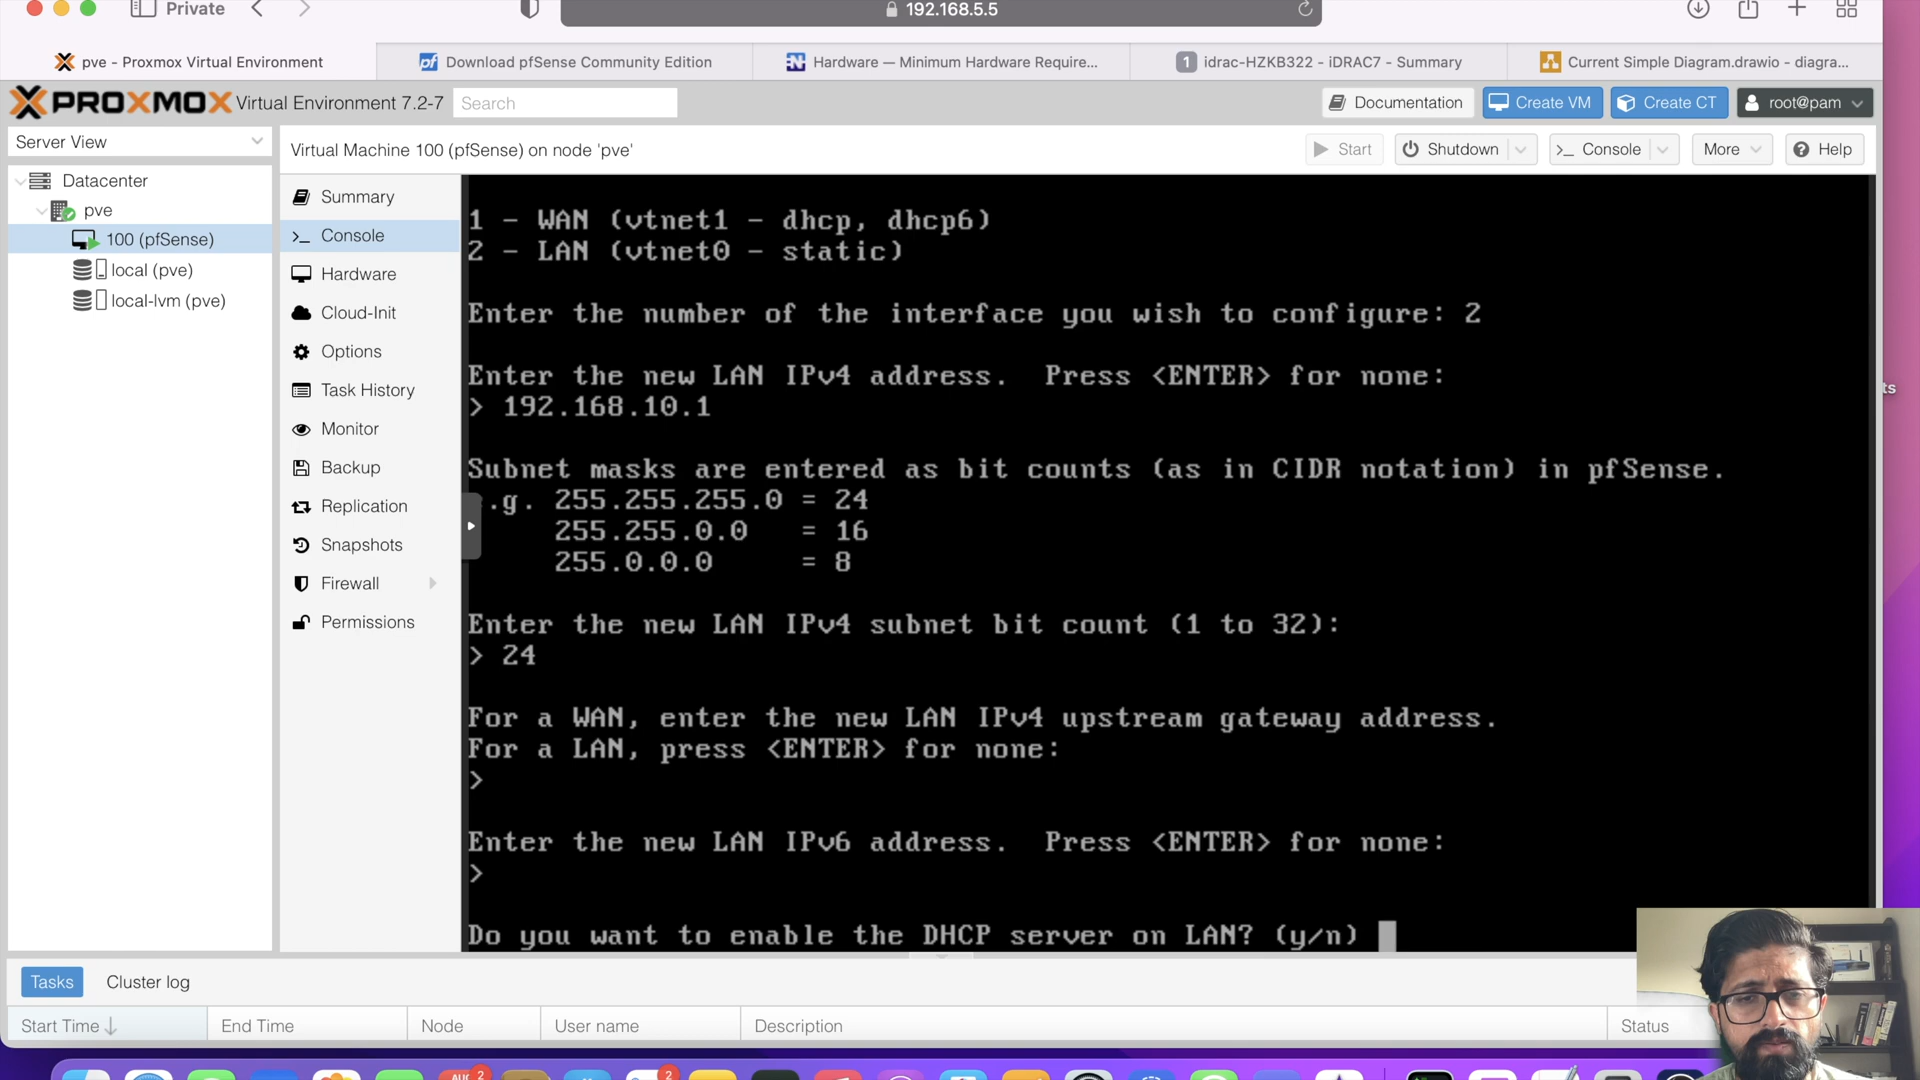 Private
192.168.5.5
pve - Proxmox Virtual Environment
Download pfSense Community Edition
Hardware — Minimum Hardware Require...
1 idrac-HZKB322 - iDRAC7 - Summary
Current Simple Diagram.drawio - diagra...
PROXMOX Virtual Environment 7.2-7
Search
Documentation
Create VM
Create CT
root@pam
Server View
Virtual Machine 100 (pfSense) on node 'pve'
Start
Shutdown
Console
More
Help
Datacenter
pve
100 (pfSense)
local (pve)
local-lvm (pve)
Summary
Console
Hardware
Cloud-Init
Options
Task History
Monitor
Backup
Replication
Snapshots
Firewall
Permissions
1 - WAN (vtnet1 - dhcp, dhcp6)
2 - LAN (vtnet0 - static)
Enter the number of the interface you wish to configure: 2
Enter the new LAN IPv4 address.  Press <ENTER> for none:
> 192.168.10.1
Subnet masks are entered as bit counts (as in CIDR notation) in pfSense.
.g. 255.255.255.0 = 24
255.255.0.0   = 16
255.0.0.0     = 8
Enter the new LAN IPv4 subnet bit count (1 to 32):
> 24
For a WAN, enter the new LAN IPv4 upstream gateway address.
For a LAN, press <ENTER> for none:
>
Enter the new LAN IPv6 address.  Press <ENTER> for none:
>
Do you want to enable the DHCP server on LAN? (y/n)
ts
Tasks
Cluster log
Start Time
End Time
Node
User name
Description
Status
AUG 2
2